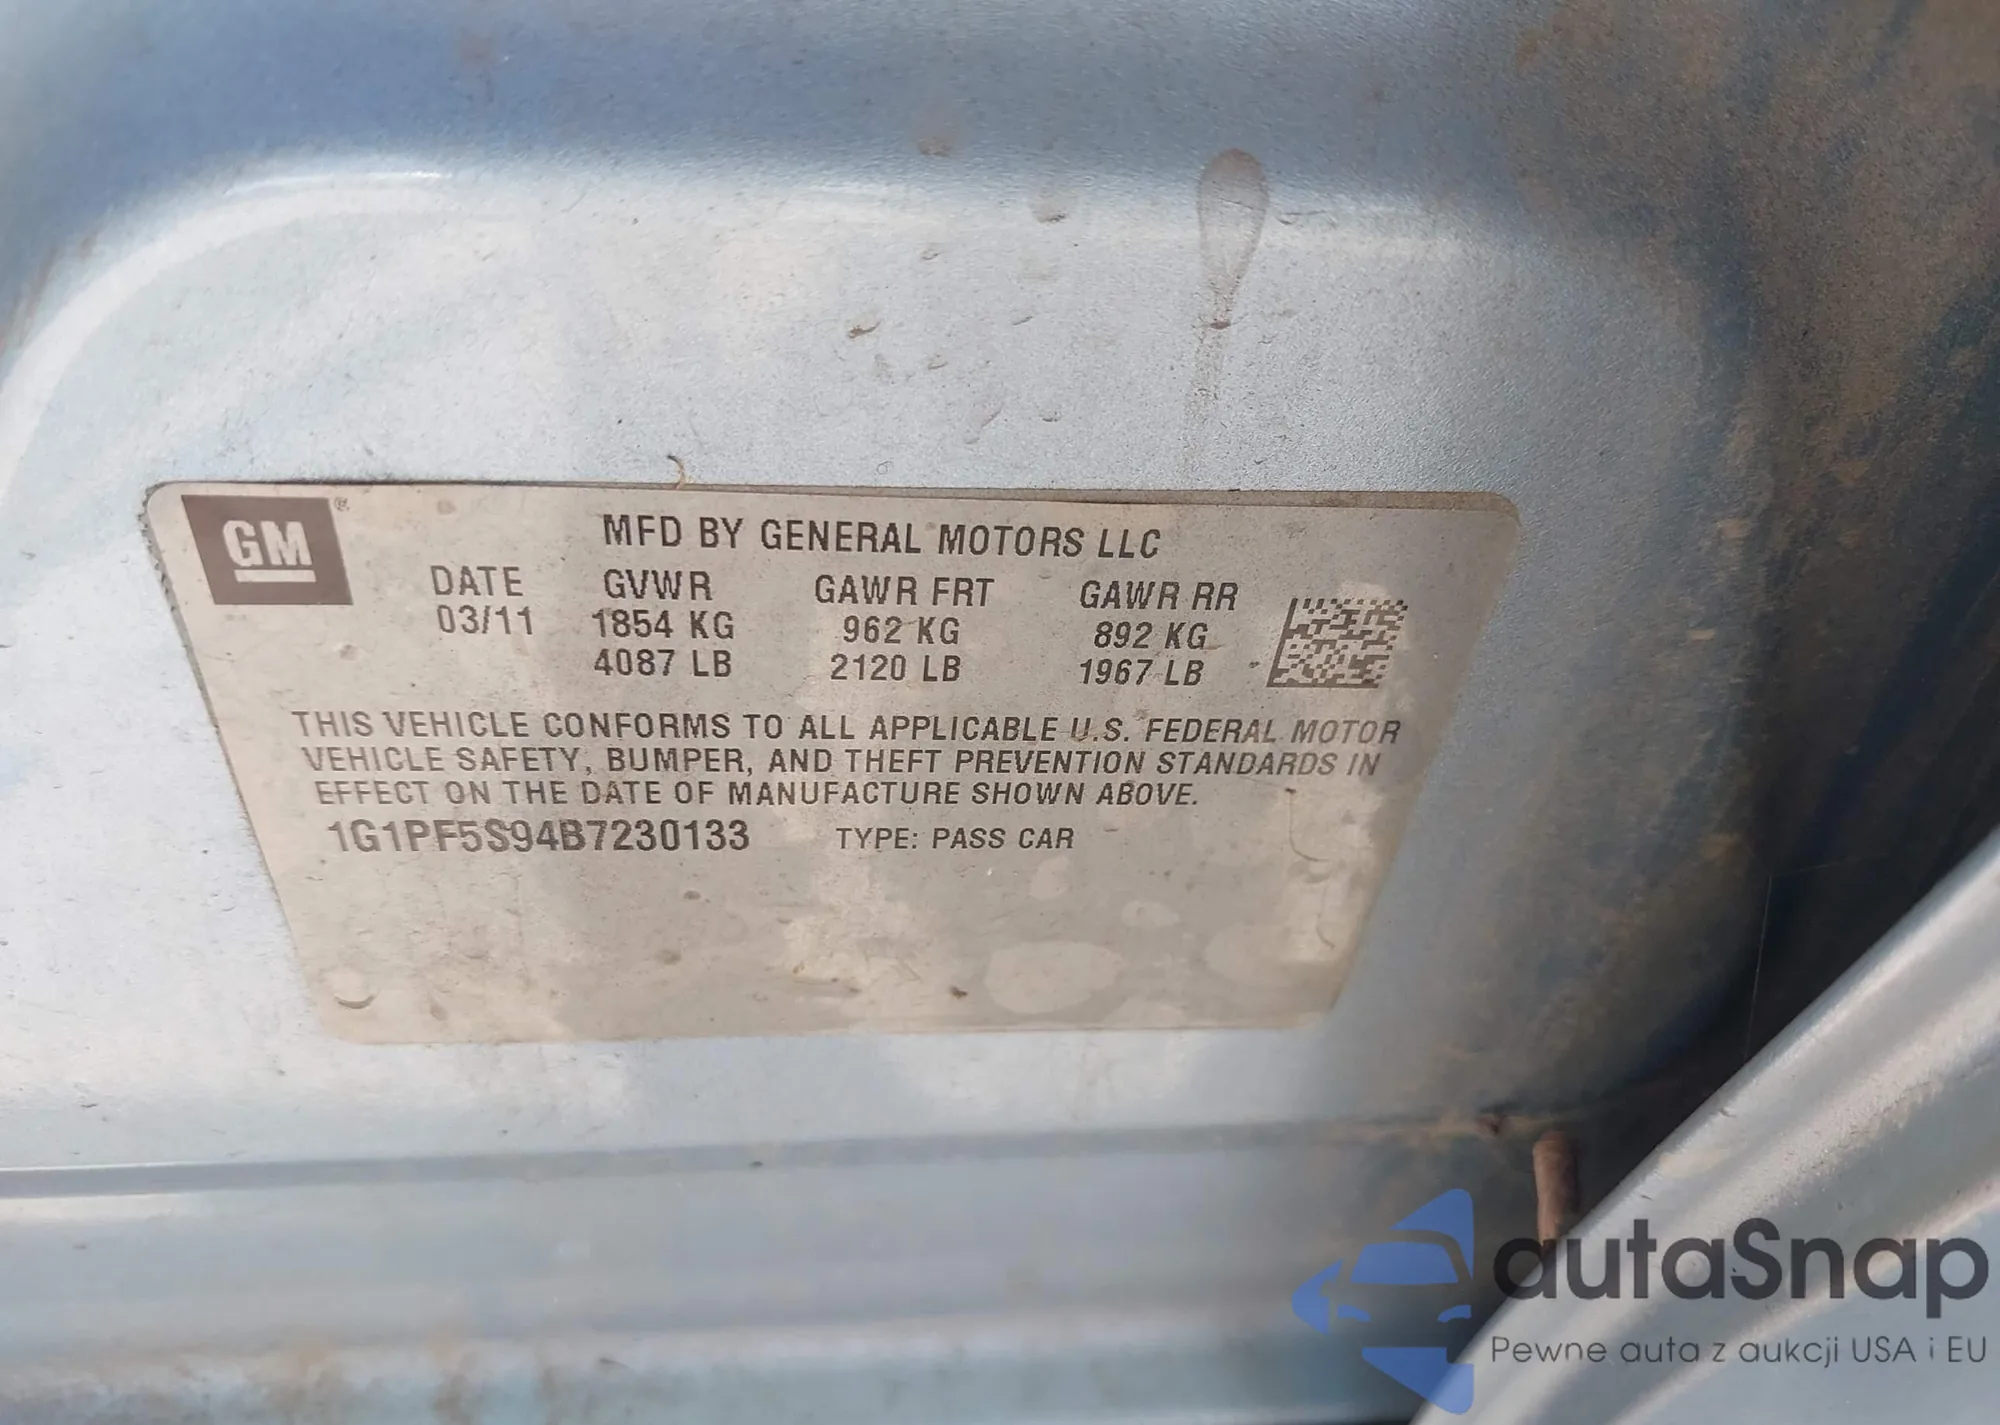 GM ®
MFD BY GENERAL MOTORS LLC
DATE GVWR GAWR FRT GAWR RR
03/11 1854 KG 962 KG 892 KG
4087 LB 2120 LB 1967 LB
THIS VEHICLE CONFORMS TO ALL APPLICABLE U.S. FEDERAL MOTOR
VEHICLE SAFETY, BUMPER, AND THEFT PREVENTION STANDARDS IN
EFFECT ON THE DATE OF MANUFACTURE SHOWN ABOVE.
1G1PF5S94B7230133 TYPE: PASS CAR
autaSnap
Pewne auta z aukcji USA i EU